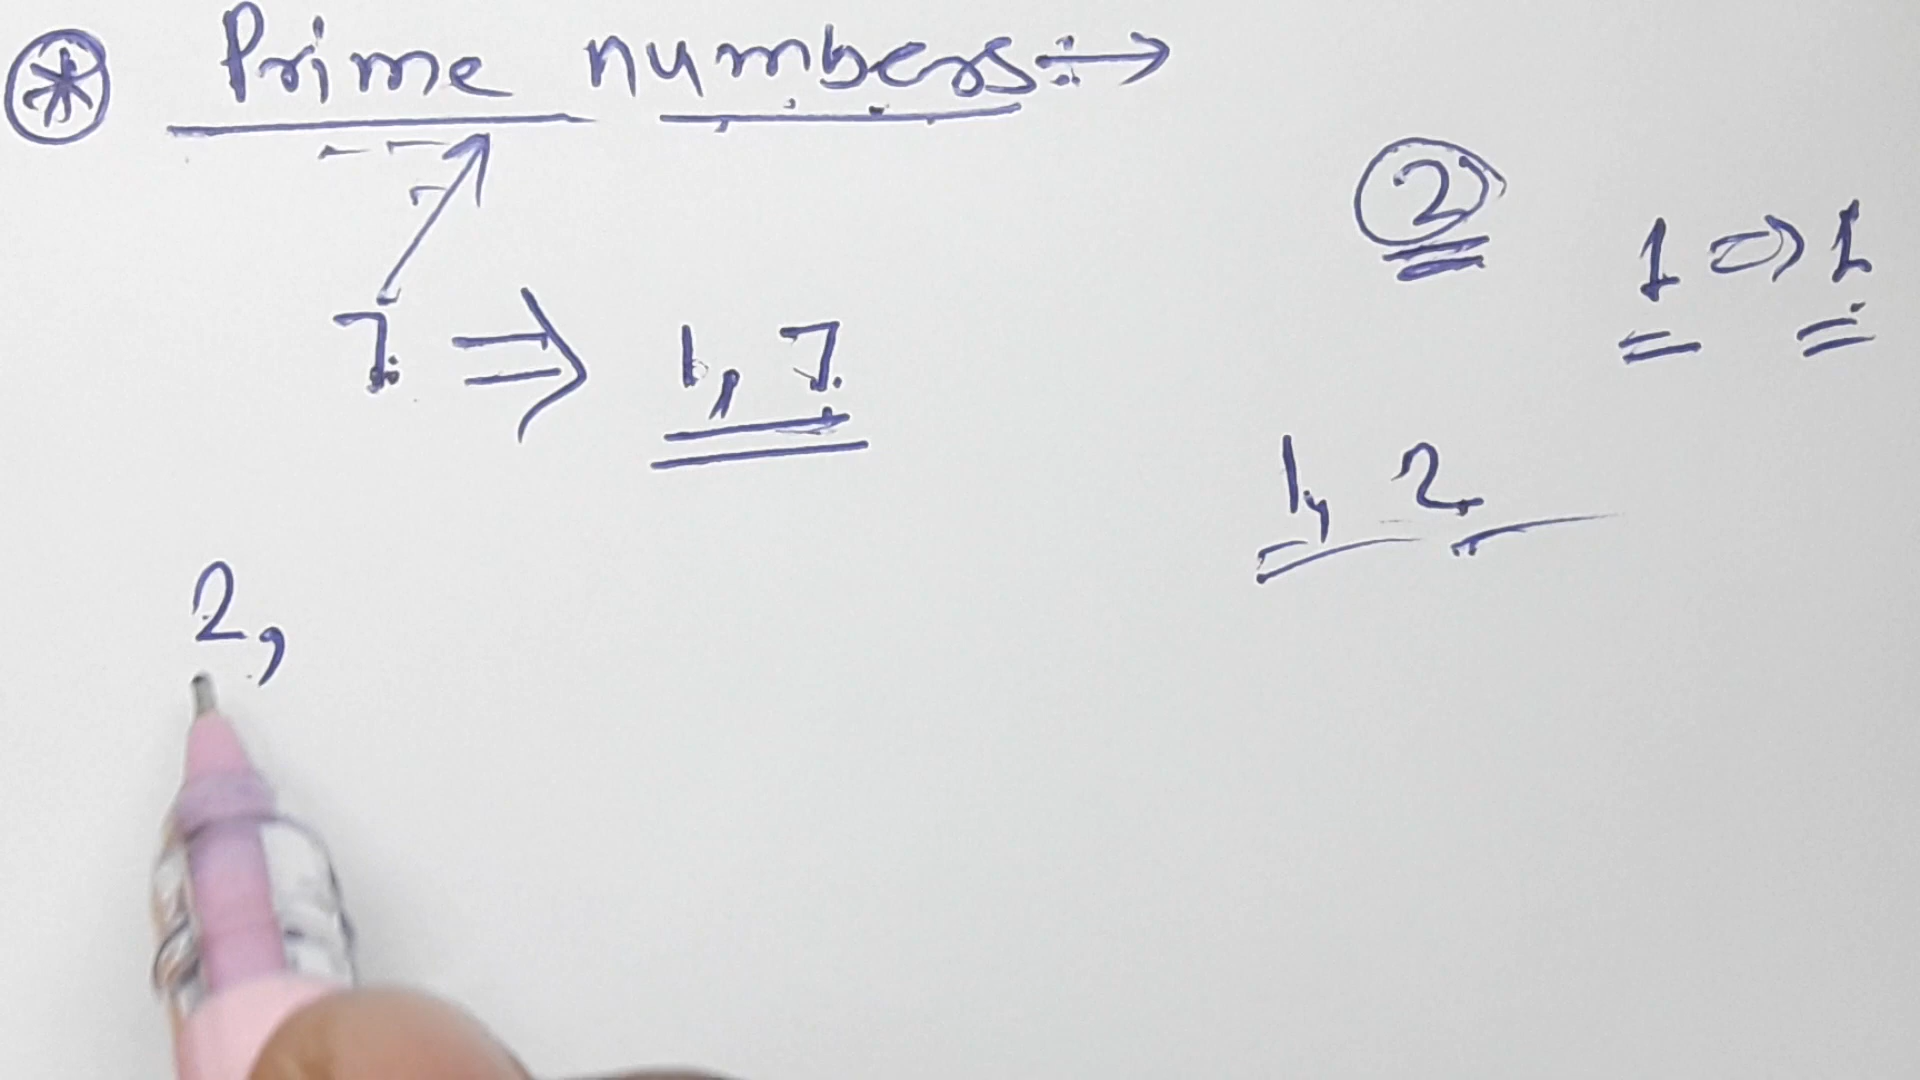 * Prime numbers :→
2
1 ⇒ 1
7 ⇒ 1, 7
1, 2
2,